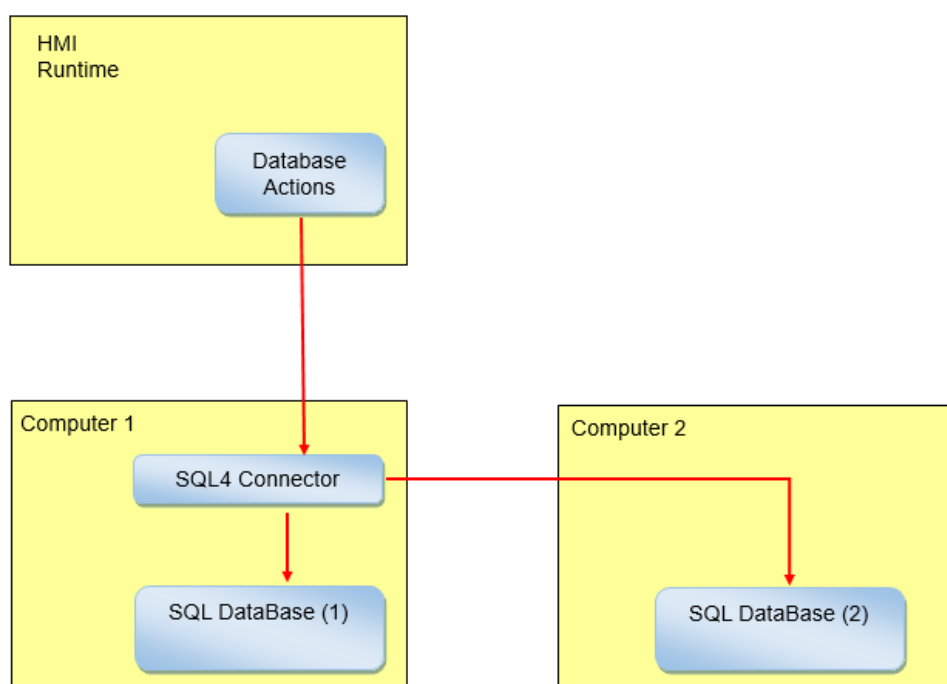 HMI
Runtime
Database
Actions
Computer 1
SQL4 Connector
SQL DataBase (1)
Computer 2
SQL DataBase (2)